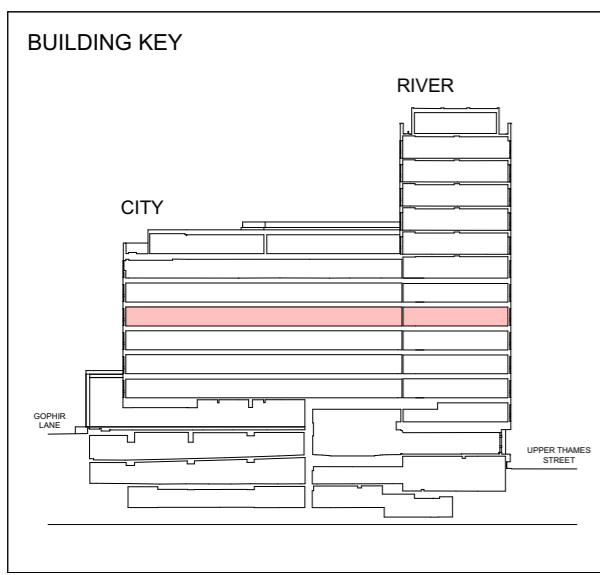 BUILDING KEY
RIVER
CITY
GOPHIR
LANE
UPPER THAMES
STREET